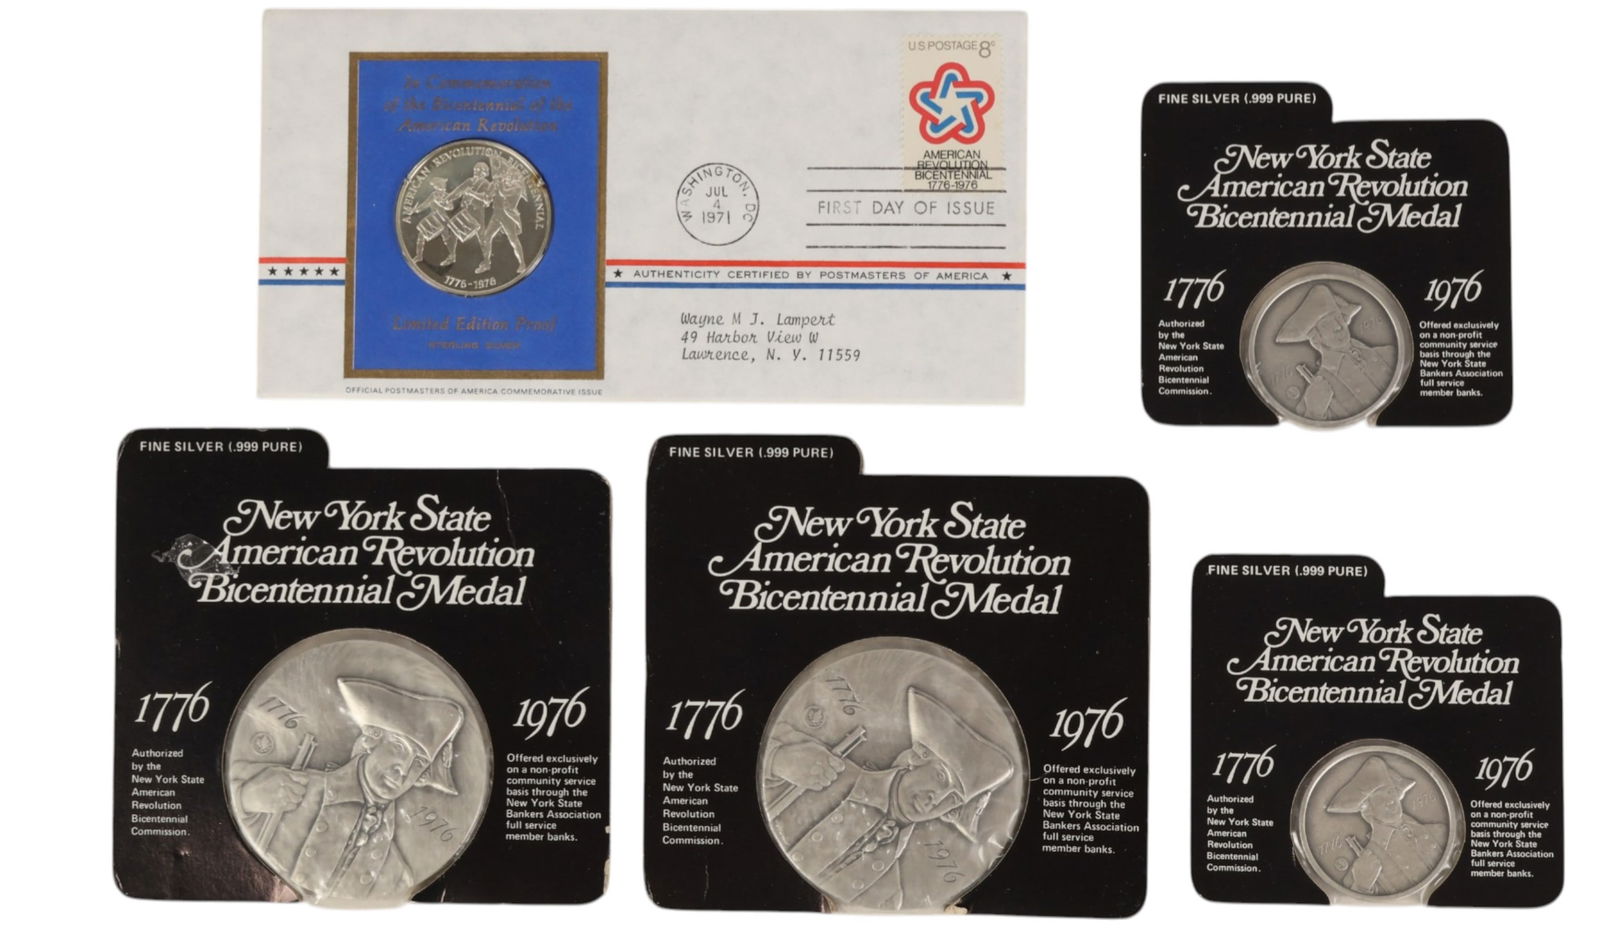 In Commemoration
of the Bicentennial of the
American Revolution
AMERICAN REVOLUTION BICENTENNIAL
1776-1976
Limited Edition Proof
STERLING SILVER
OFFICIAL POSTMASTERS OF AMERICA COMMEMORATIVE ISSUE
WASHINGTON, DC
JUL
4
1971
U.S. POSTAGE 8c
AMERICAN
REVOLUTION
BICENTENNIAL
1776-1976
FIRST DAY OF ISSUE
★ AUTHENTICITY CERTIFIED BY POSTMASTERS OF AMERICA ★
Wayne M J. Lampert
49 Harbor View W
Lawrence, N. Y. 11559
FINE SILVER (.999 PURE)
New York State
American Revolution
Bicentennial Medal
1776
Authorized
by the
New York State
American
Revolution
Bicentennial
Commission.
1776
1976
1976
Offered exclusively
on a non-profit
community service
basis through the
New York State
Bankers Association
full service
member banks.
FINE SILVER (.999 PURE)
New York State
American Revolution
Bicentennial Medal
1776
Authorized
by the
New York State
American
Revolution
Bicentennial
Commission.
1776
1976
1976
Offered exclusively
on a non-profit
community service
basis through the
New York State
Bankers Association
full service
member banks.
FINE SILVER (.999 PURE)
New York State
American Revolution
Bicentennial Medal
1776
Authorized
by the
New York State
American
Revolution
Bicentennial
Commission.
1776
1976
1976
Offered exclusively
on a non-profit
community service
basis through the
New York State
Bankers Association
full service
member banks.
FINE SILVER (.999 PURE)
New York State
American Revolution
Bicentennial Medal
1776
Authorized
by the
New York State
American
Revolution
Bicentennial
Commission.
1776
1976
1976
Offered exclusively
on a non-profit
community service
basis through the
New York State
Bankers Association
full service
member banks.